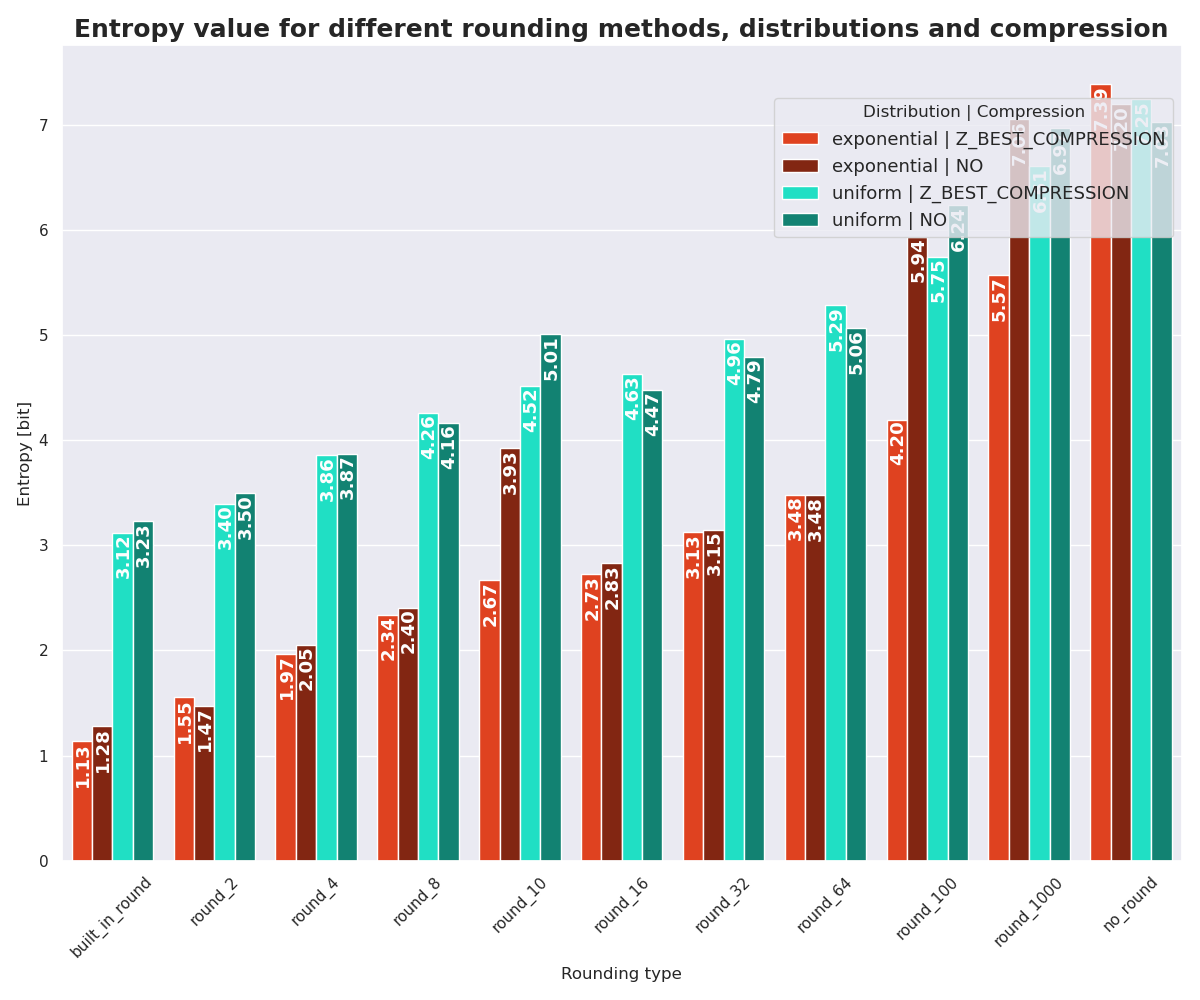 Entropy value for different rounding methods, distributions and compression
Entropy [bit]
7
6
5
4
3
2
1
0
Distribution | Compression
exponential | Z_BEST_COMPRESSION
exponential | NO
uniform | Z_BEST_COMPRESSION
uniform | NO
1.13
1.28
3.12
3.23
1.55
1.47
3.40
3.50
1.97
2.05
3.86
3.87
2.34
2.40
4.26
4.16
2.67
3.93
4.52
5.01
2.73
2.83
4.63
4.47
3.13
3.15
4.96
4.79
3.48
3.48
5.29
5.06
4.20
5.94
5.75
6.24
5.57
7.39
7.20
7.25
built_in_round
round_2
round_4
round_8
round_10
round_16
round_32
round_64
round_100
round_1000
no_round
Rounding type